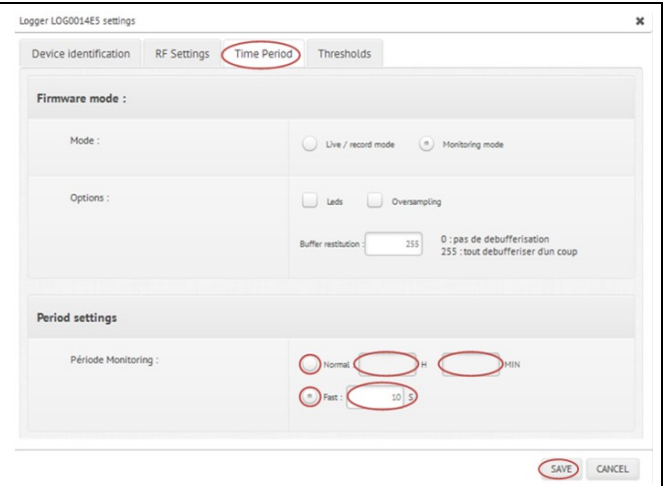 Logger LOG0014E5 settings
Device identification RF Settings Time Period Thresholds
Firmware mode :
Mode :
Live / record mode Monitoring mode
Options :
Leds Oversampling
Buffer restitution : 255
0 : pas de debufferisation
255 : tout debufferiser d'un coup
Period settings
Période Monitoring :
Normal : H MIN
Fast : 10 S
SAVE CANCEL